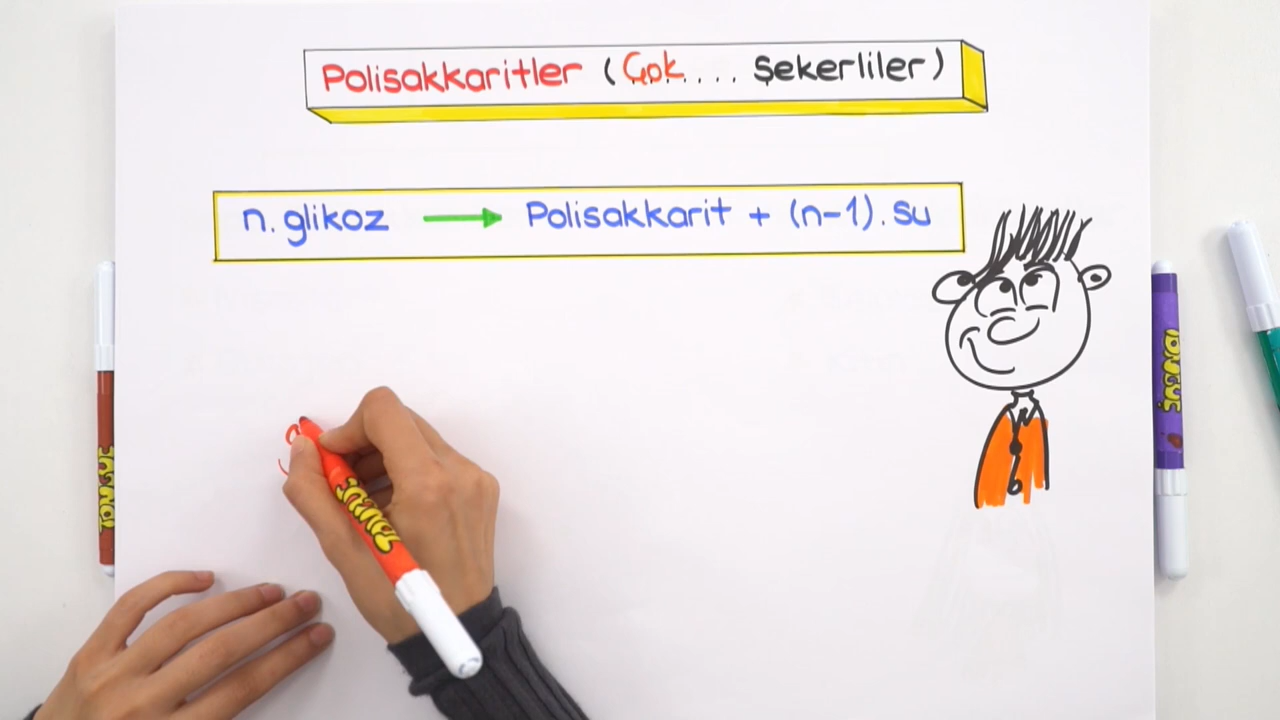 Polisakkaritler (Çok.... Şekerliler)
n. glikoz → Polisakkarit + (n-1). su